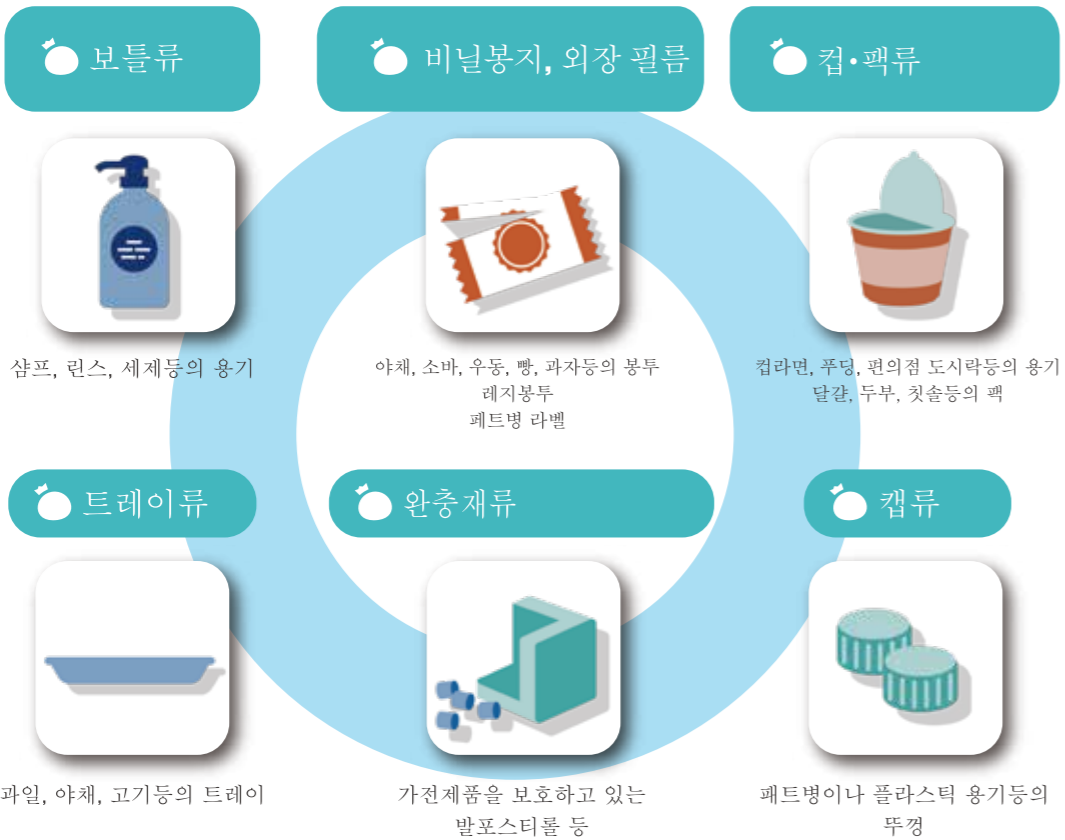 보틀류
비닐봉지, 외장 필름
컵•팩류
샴프, 린스, 세제등의 용기
야채, 소바, 우동, 빵, 과자등의 봉투
레지봉투
페트병 라벨
컵라면, 푸딩, 편의점 도시락등의 용기
달걀, 두부, 칫솔등의 팩
트레이류
완충재류
캡류
과일, 야채, 고기등의 트레이
가전제품을 보호하고 있는
발포스티롤 등
패트병이나 플라스틱 용기등의
뚜껑